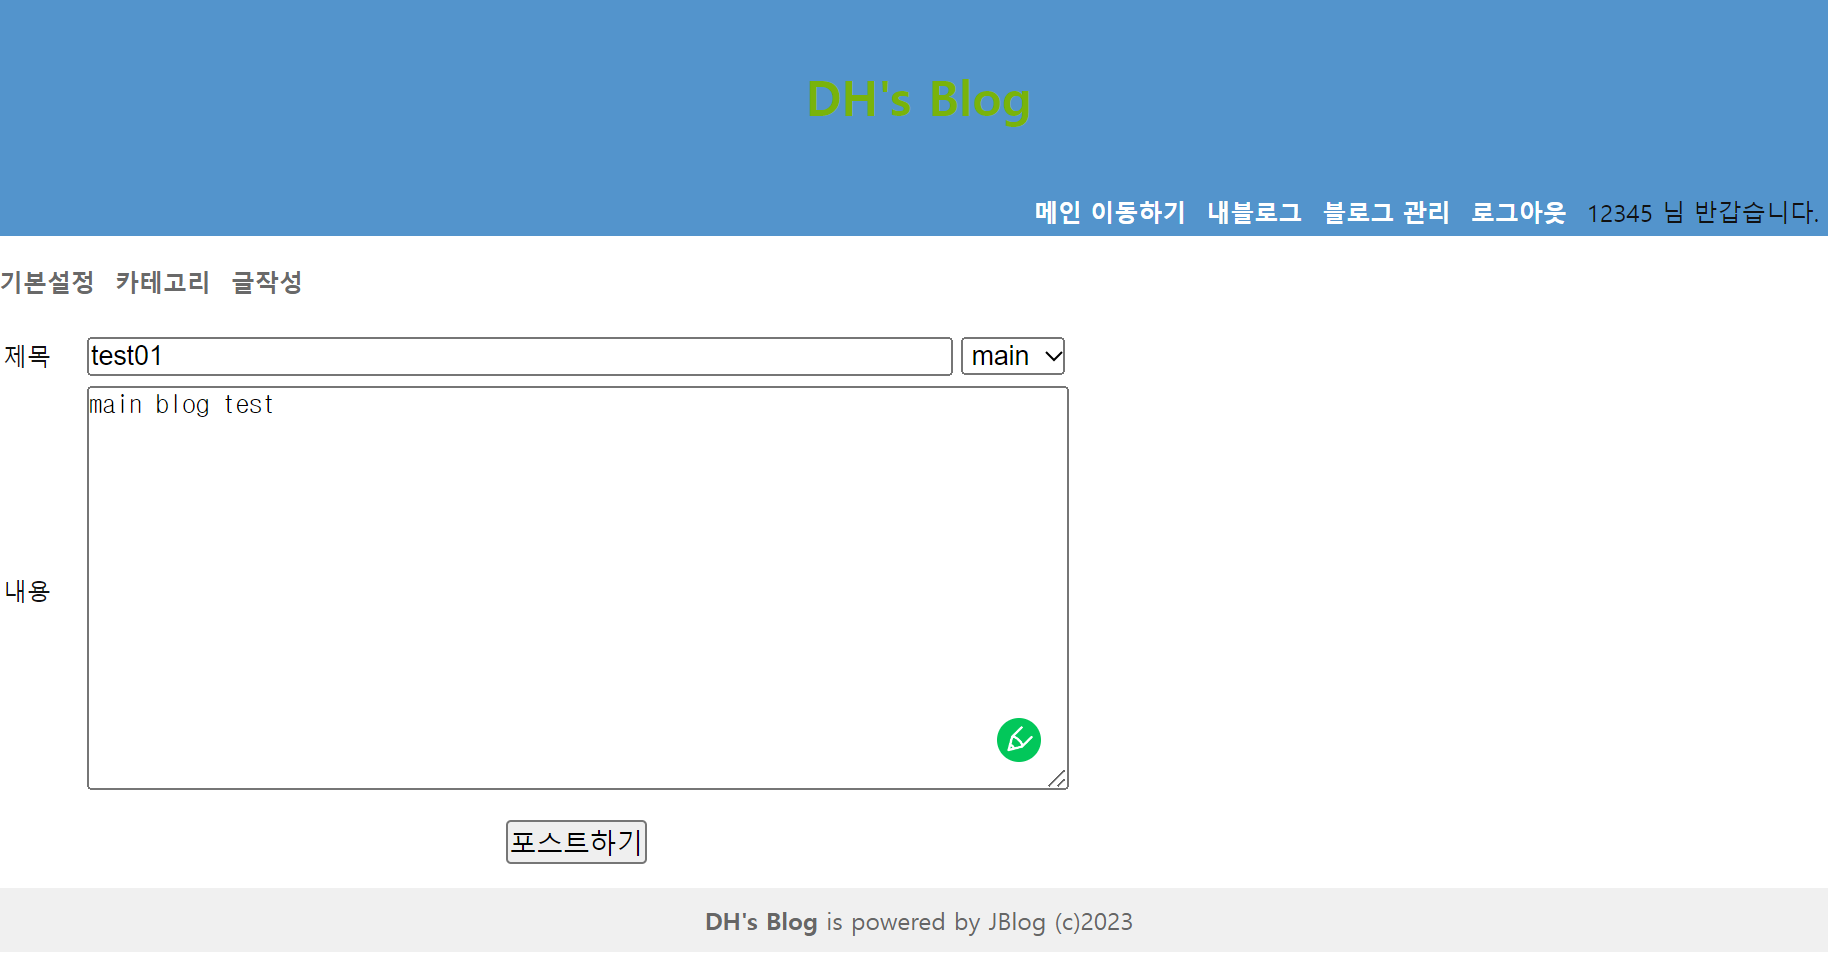 DH's Blog
메인 이동하기 내블로그 블로그 관리 로그아웃 12345 님 반갑습니다.
기본설정 카테고리 글작성
제목 test01 main
main blog test
내용
포스트하기
DH's Blog is powered by JBlog (c)2023